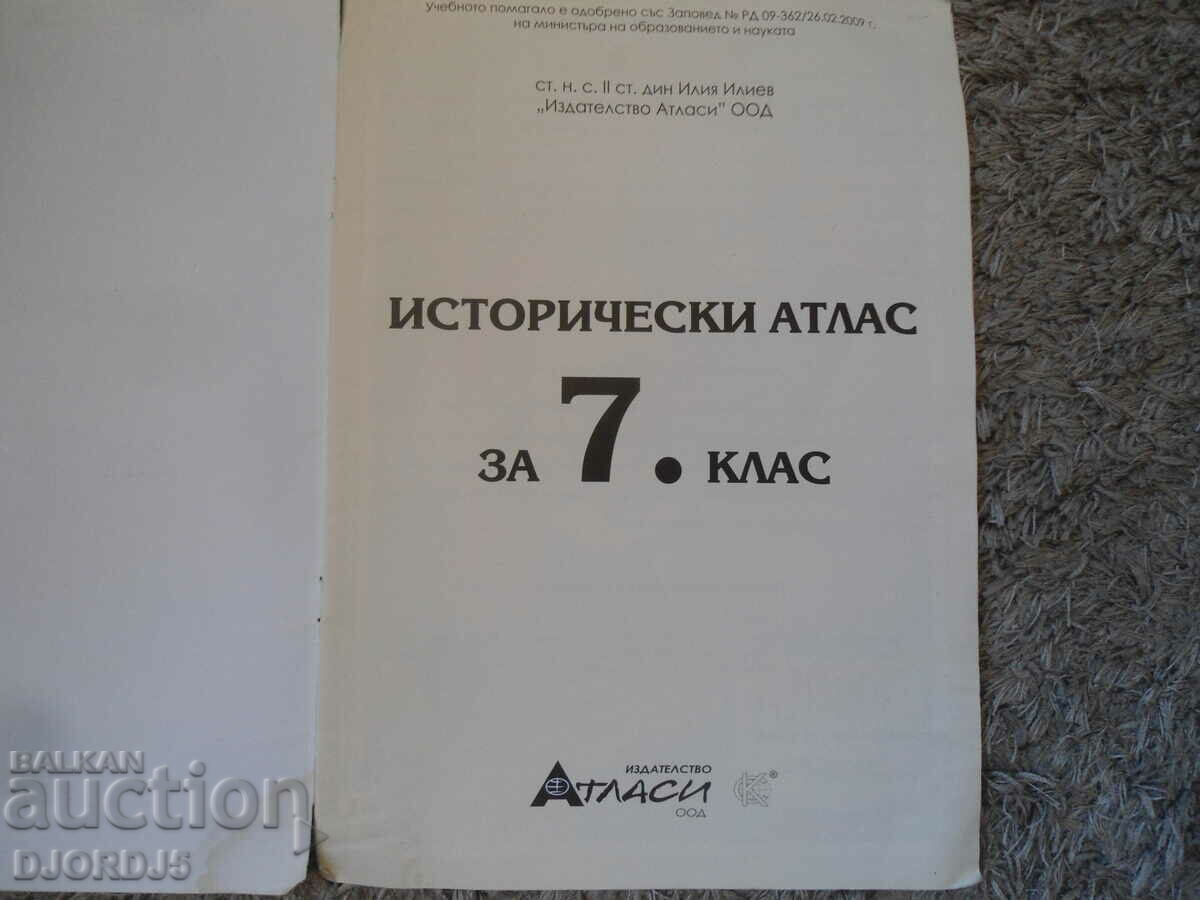 Учебното помагало е одобрено със Заповед № РД 09-362/26.02.2009 г.
на министъра на образованието и науката
ст. н. с. II ст. дин Илия Илиев
„Издателство Атласи" ООД
ИСТОРИЧЕСКИ АТЛАС
ЗА 7. КЛАС
ИЗДАТЕЛСТВО
АТЛАСИ
ООД
К®
BALKAN
auction
DJORDJ5